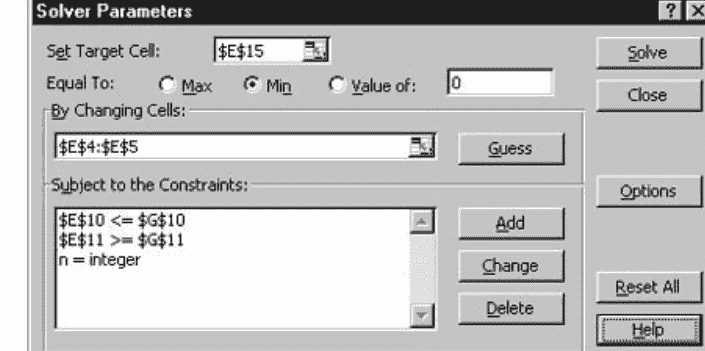 Solver Parameters ? X
Set Target Cell: $E$15 Solve
Equal To: Max Min Value of: 0
Close
By Changing Cells:
$E$4:$E$5 Guess
Subject to the Constraints: Options
$E$10 <= $G$10 Add
$E$11 >= $G$11
n = integer Change
Reset All
Delete
Help